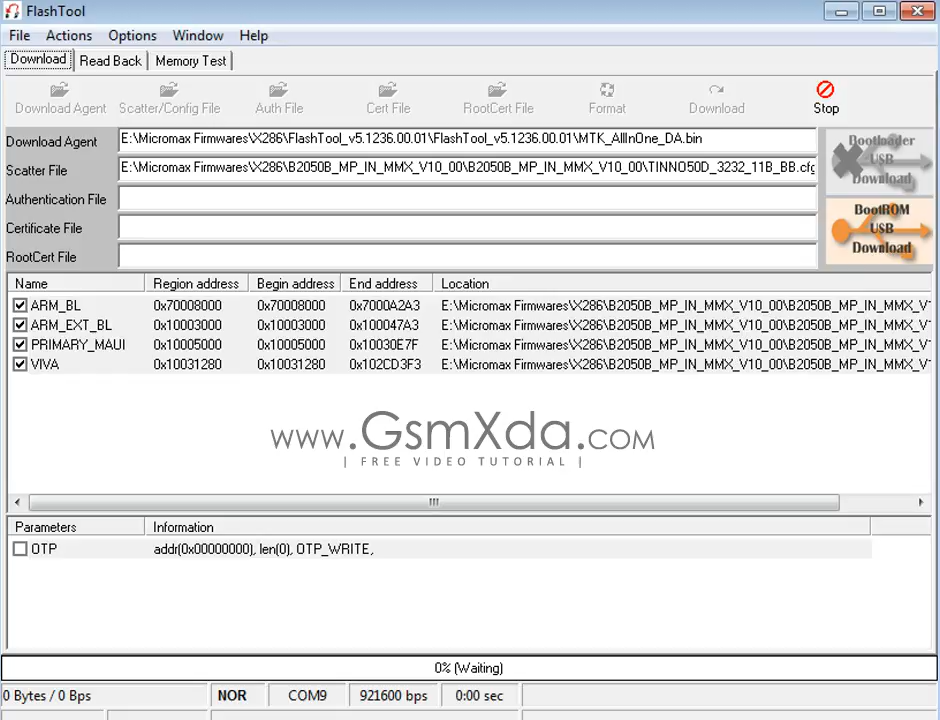 FlashTool
File Actions Options Window Help
Download Read Back Memory Test
Download Agent Scatter/Config File Auth File Cert File RootCert File Format Download Stop
Download Agent E:\Micromax Firmwares\X286\FlashTool_v5.1236.00.01\FlashTool_v5.1236.00.01\MTK_AllInOne_DA.bin
Scatter File E:\Micromax Firmwares\X286\B2050B_MP_IN_MMX_V10_00\B2050B_MP_IN_MMX_V10_00\TINNO50D_3232_11B_BB.cfg
Authentication File
Certificate File
RootCert File
Bootloader
USB
Download
BootROM
USB
Download
Name Region address Begin address End address Location
ARM_BL 0x70008000 0x70008000 0x7000A2A3 E:\Micromax Firmwares\X286\B2050B_MP_IN_MMX_V10_00\B2050B_MP_IN_MMX_V1
ARM_EXT_BL 0x10003000 0x10003000 0x100047A3 E:\Micromax Firmwares\X286\B2050B_MP_IN_MMX_V10_00\B2050B_MP_IN_MMX_V1
PRIMARY_MAUI 0x10005000 0x10005000 0x10030E7F E:\Micromax Firmwares\X286\B2050B_MP_IN_MMX_V10_00\B2050B_MP_IN_MMX_V1
VIVA 0x10031280 0x10031280 0x102CD3F3 E:\Micromax Firmwares\X286\B2050B_MP_IN_MMX_V10_00\B2050B_MP_IN_MMX_V1
www.GsmXda.com
| FREE VIDEO TUTORIAL |
Parameters Information
OTP addr(0x00000000), len(0), OTP_WRITE,
0% (Waiting)
0 Bytes / 0 Bps NOR COM9 921600 bps 0:00 sec